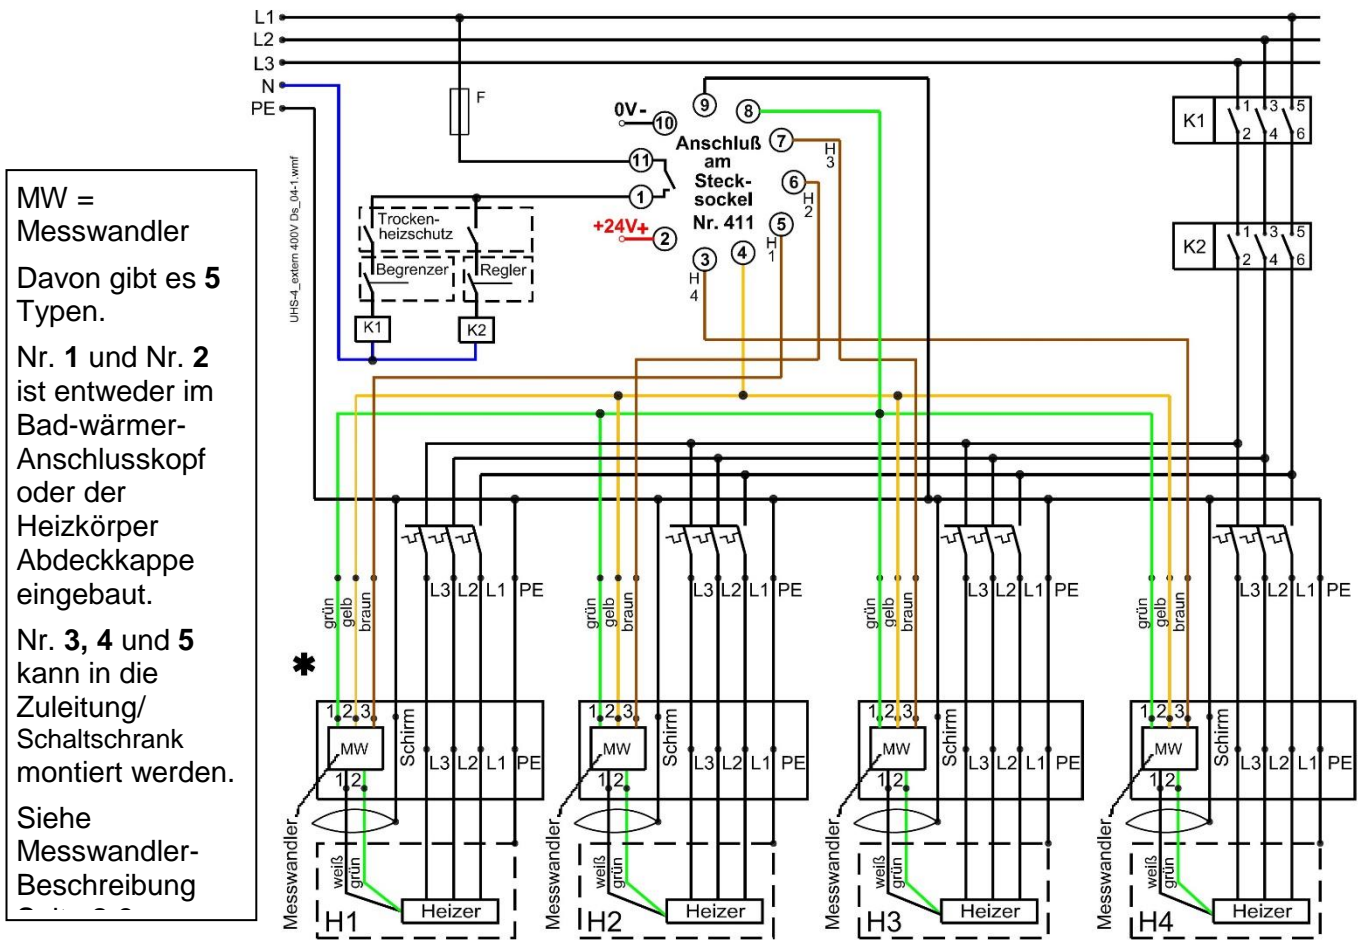 MW =
Messwandler
Davon gibt es 5
Typen.
Nr. 1 und Nr. 2
ist entweder im
Bad-wärmer-
Anschlusskopf
oder der
Heizkörper
Abdeckkappe
eingebaut.
Nr. 3, 4 und 5
kann in die
Zuleitung/
Schaltschrank
montiert werden.
Siehe
Messwandler-
Beschreibung
L1
L2
L3
N
PE
UHS-4_extern 400V Ds_04-1.wmf
F
0V -
10
9
8
7
H3
11
Anschluß
am
Steck-
sockel
Nr. 411
6
H2
1
5
H1
+24V+
2
3
H4
4
Trocken-
heizschutz
Begrenzer
Regler
K1
K2
K1
1 3 5
2 4 6
K2
1 3 5
2 4 6
grün
gelb
braun
L3 L2 L1 PE
grün
gelb
braun
L3 L2 L1 PE
grün
gelb
braun
L3 L2 L1 PE
grün
gelb
braun
L3 L2 L1 PE
✱
1 2 3
MW
1 2
Schirm
L3 L2 L1 PE
Messwandler
weiß
grün
Heizer
H1
1 2 3
MW
1 2
Schirm
L3 L2 L1 PE
Messwandler
weiß
grün
Heizer
H2
1 2 3
MW
1 2
Schirm
L3 L2 L1 PE
Messwandler
weiß
grün
Heizer
H3
1 2 3
MW
1 2
Schirm
L3 L2 L1 PE
Messwandler
weiß
grün
Heizer
H4